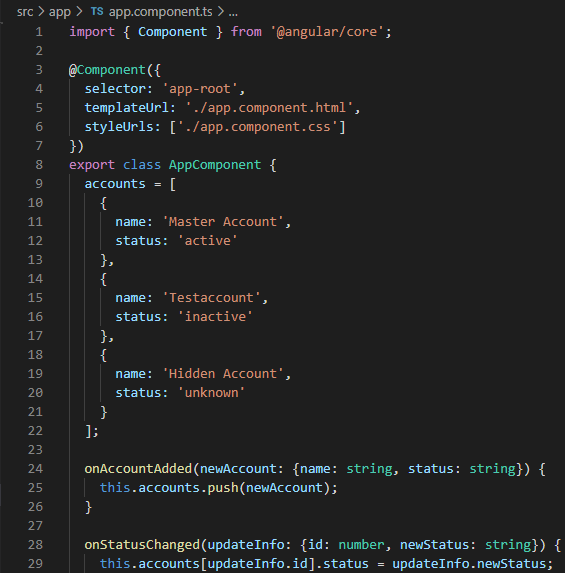 src > app > TS app.component.ts > ...
1 import { Component } from '@angular/core';
2
3 @Component({
4   selector: 'app-root',
5   templateUrl: './app.component.html',
6   styleUrls: ['./app.component.css']
7 })
8 export class AppComponent {
9   accounts = [
10     {
11       name: 'Master Account',
12       status: 'active'
13     },
14     {
15       name: 'Testaccount',
16       status: 'inactive'
17     },
18     {
19       name: 'Hidden Account',
20       status: 'unknown'
21     }
22   ];
23
24   onAccountAdded(newAccount: {name: string, status: string}) {
25     this.accounts.push(newAccount);
26   }
27
28   onStatusChanged(updateInfo: {id: number, newStatus: string}) {
29     this.accounts[updateInfo.id].status = updateInfo.newStatus;